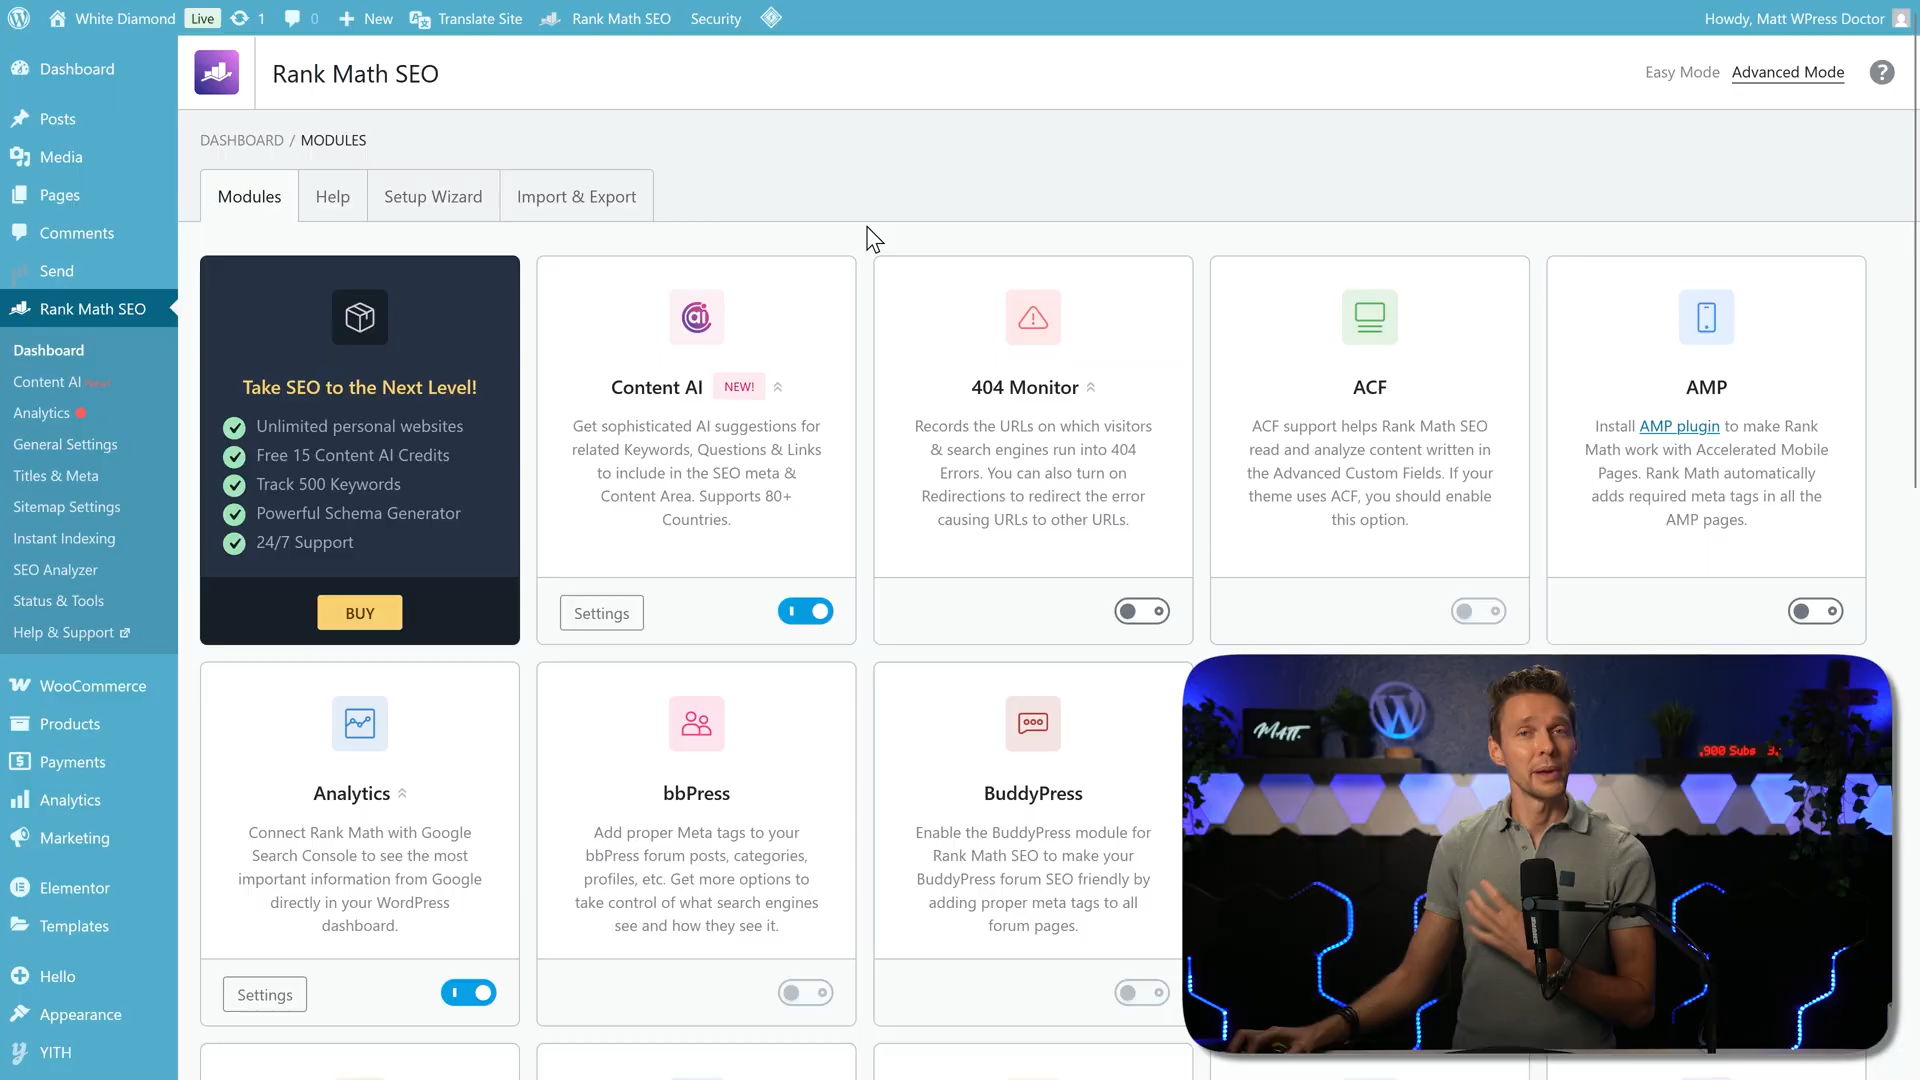 White Diamond
Live
1
0
New
Translate Site
Rank Math SEO
Security
Howdy, Matt WPress Doctor
Dashboard
Posts
Media
Pages
Comments
Send
Rank Math SEO
Dashboard
Content AI New!
Analytics
General Settings
Titles & Meta
Sitemap Settings
Instant Indexing
SEO Analyzer
Status & Tools
Help & Support
WooCommerce
Products
Payments
Analytics
Marketing
Elementor
Templates
Hello
Appearance
YITH
Rank Math SEO
Easy Mode
Advanced Mode
?
DASHBOARD / MODULES
Modules
Help
Setup Wizard
Import & Export
Take SEO to the Next Level!
Unlimited personal websites
Free 15 Content AI Credits
Track 500 Keywords
Powerful Schema Generator
24/7 Support
BUY
ai
Content AI NEW!
Get sophisticated AI suggestions for
related Keywords, Questions & Links
to include in the SEO meta &
Content Area. Supports 80+
Countries.
Settings
404 Monitor
Records the URLs on which visitors
& search engines run into 404
Errors. You can also turn on
Redirections to redirect the error
causing URLs to other URLs.
ACF
ACF support helps Rank Math SEO
read and analyze content written in
the Advanced Custom Fields. If your
theme uses ACF, you should enable
this option.
AMP
Install AMP plugin to make Rank
Math work with Accelerated Mobile
Pages. Rank Math automatically
adds required meta tags in all the
AMP pages.
Analytics
Connect Rank Math with Google
Search Console to see the most
important information from Google
directly in your WordPress
dashboard.
Settings
bbPress
Add proper Meta tags to your
bbPress forum posts, categories,
profiles, etc. Get more options to
take control of what search engines
see and how they see it.
BuddyPress
Enable the BuddyPress module for
Rank Math SEO to make your
BuddyPress forum SEO friendly by
adding proper meta tags to all
forum pages.
MATT.
,900 Subs 3,
SHURE